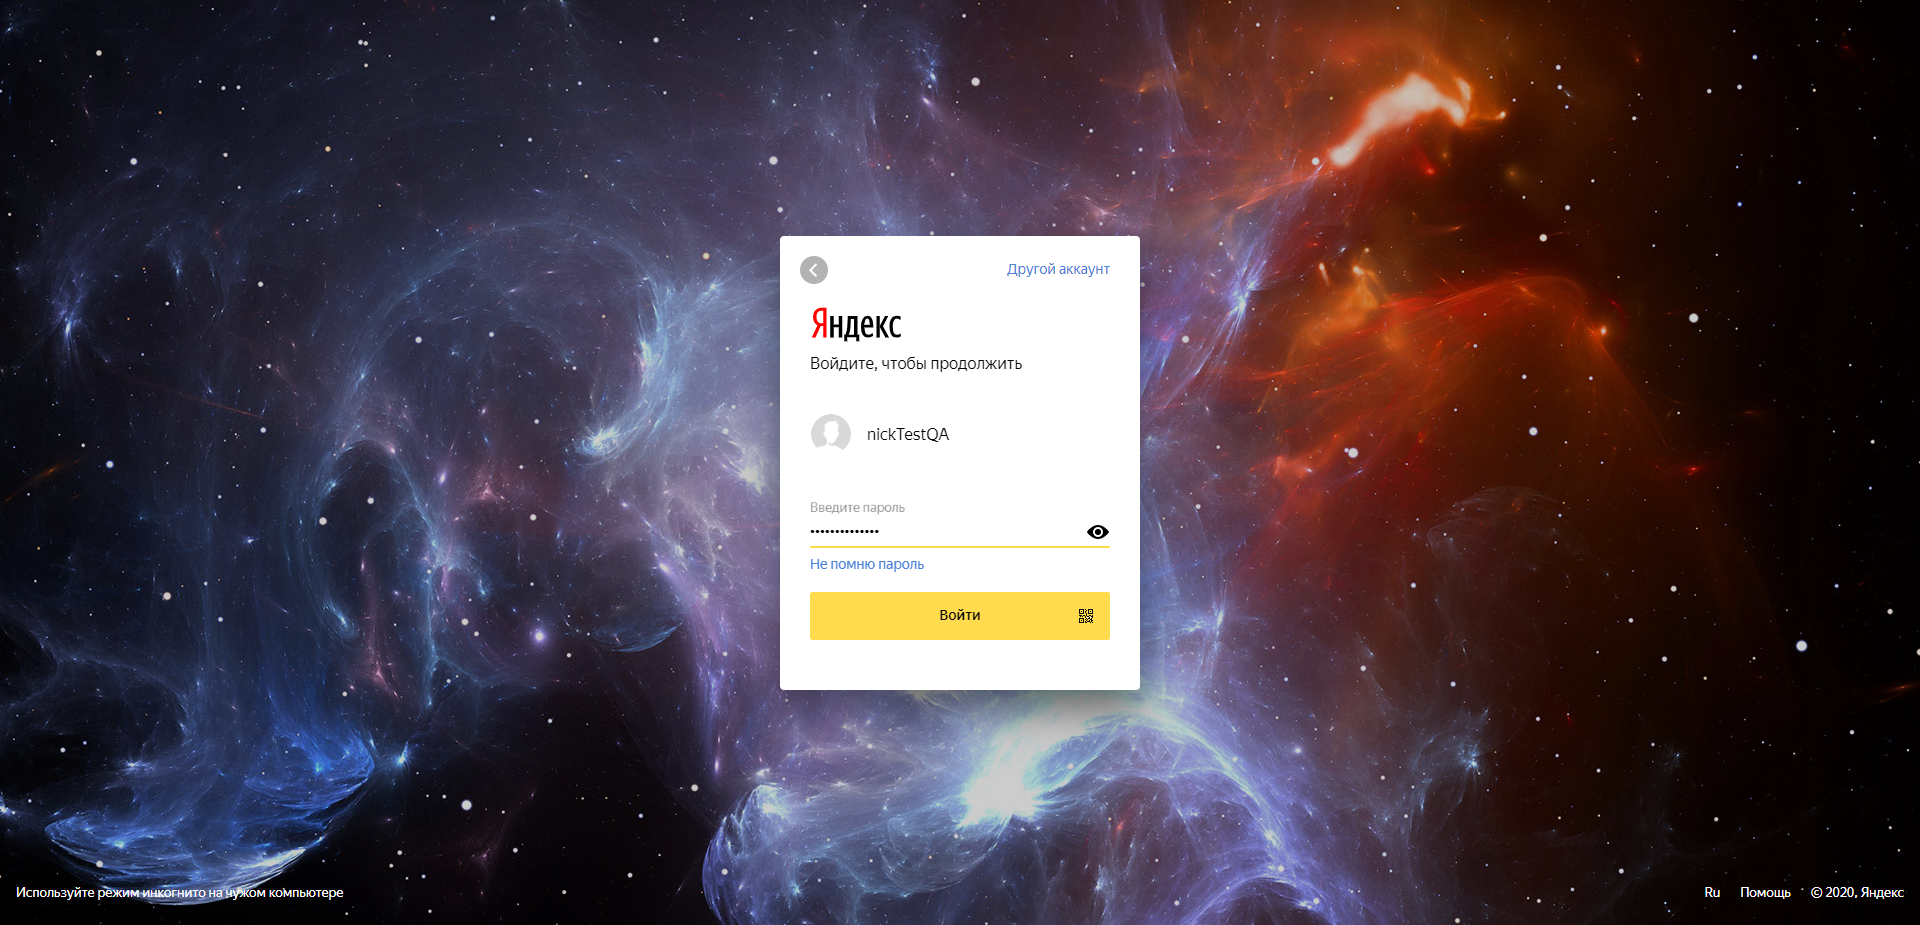 Другой аккаунт
Яндекс
Войдите, чтобы продолжить
nickTestQA
Введите пароль
••••••••••••••
Не помню пароль
Войти
Используйте режим инкогнито на чужом компьютере
Ru Помощь © 2020, Яндекс